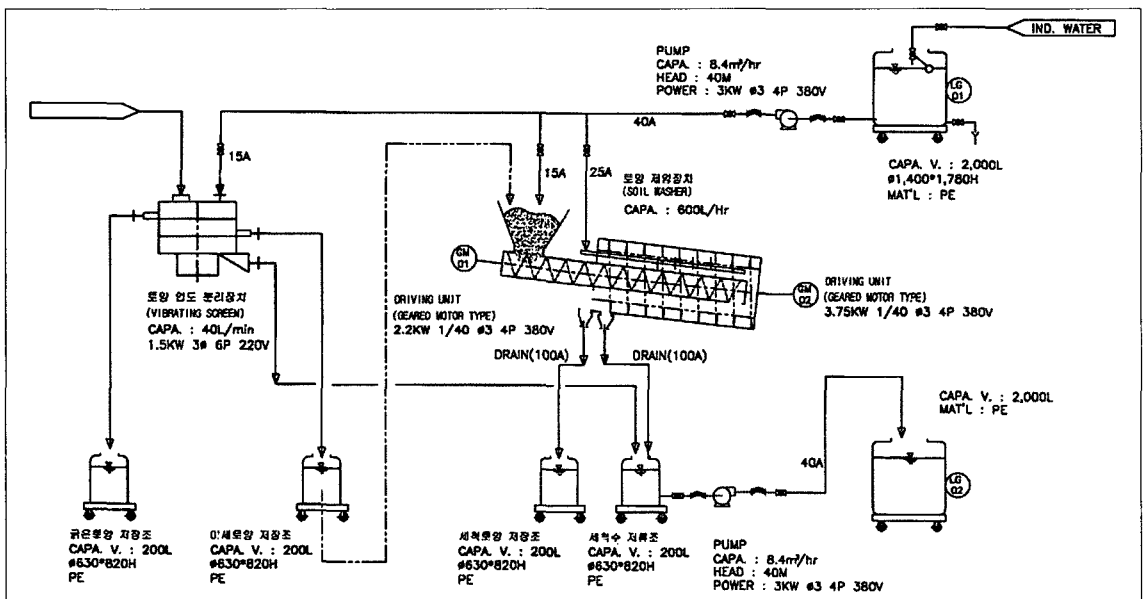 IND. WATER
PUMP
CAPA. : 8.4m³/hr
HEAD : 40M
POWER : 3KW ø3 4P 380V
LG
01
40A
15A
15A
25A
CAPA. V. : 2,000L
ø1,400*1,780H
MAT'L : PE
토양 제염장치
(SOIL WASHER)
CAPA. : 600L/Hr
GM
01
GM
02
토양 입도 분리장치
(VIBRATING SCREEN)
CAPA. : 40L/min
1.5KW 3ø 6P 220V
DRIVING UNIT
(GEARED MOTOR TYPE)
2.2KW 1/40 ø3 4P 380V
DRIVING UNIT
(GEARED MOTOR TYPE)
3.75KW 1/40 ø3 4P 380V
DRAIN(100A)
DRAIN(100A)
CAPA. V. : 2,000L
MAT'L : PE
40A
LG
02
굵은토양 저장조
CAPA. V. : 200L
ø630*820H
PE
미세토양 저장조
CAPA. V. : 200L
ø630*820H
PE
세척토양 저장조
CAPA. V. : 200L
ø630*820H
PE
세척수 저류조
CAPA. V. : 200L
ø630*820H
PE
PUMP
CAPA. : 8.4m³/hr
HEAD : 40M
POWER : 3KW ø3 4P 380V